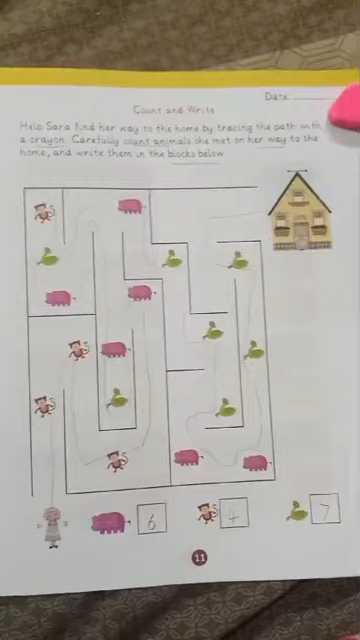 Date:
Count and Write
Help Sara find her way to the home by tracing the path with
a crayon. Carefully count animals she met on her way to the
home, and write them in the blocks below
6 4 7
11